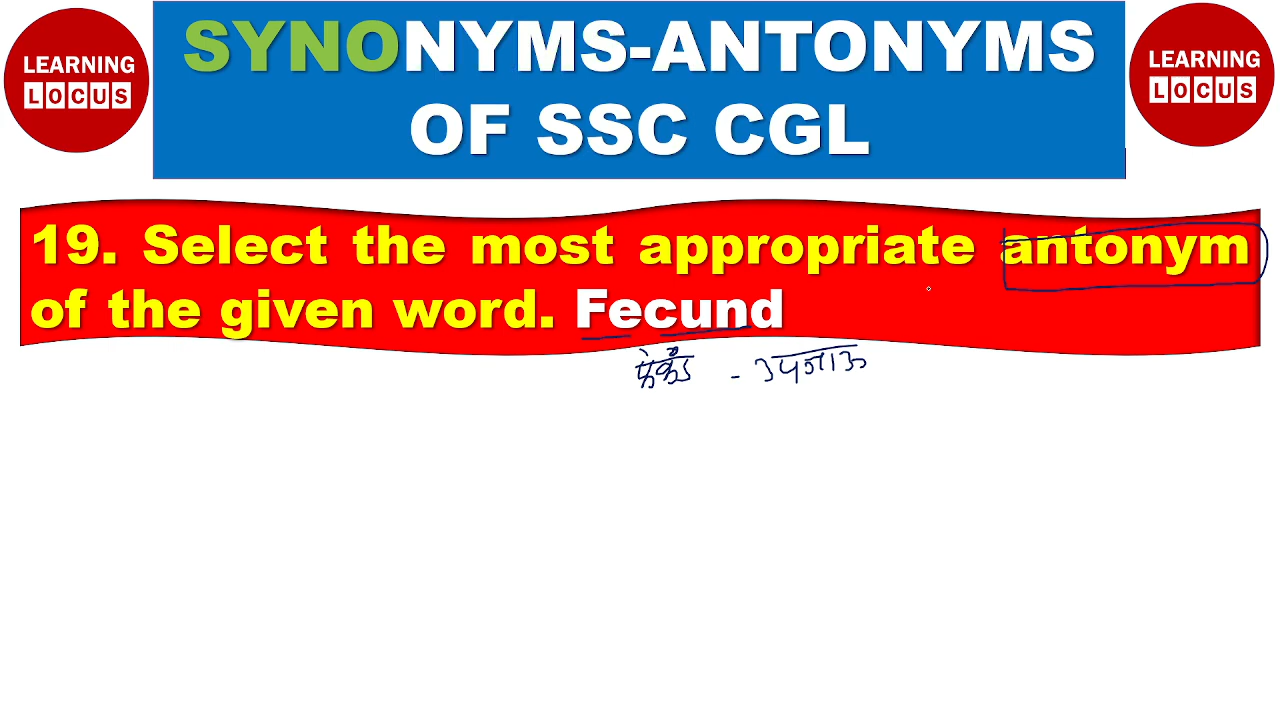 LEARNING
LOCUS
SYNONYMS-ANTONYMS
OF SSC CGL
LEARNING
LOCUS
19. Select the most appropriate antonym
of the given word. Fecund
फेकँड - उपजाऊ